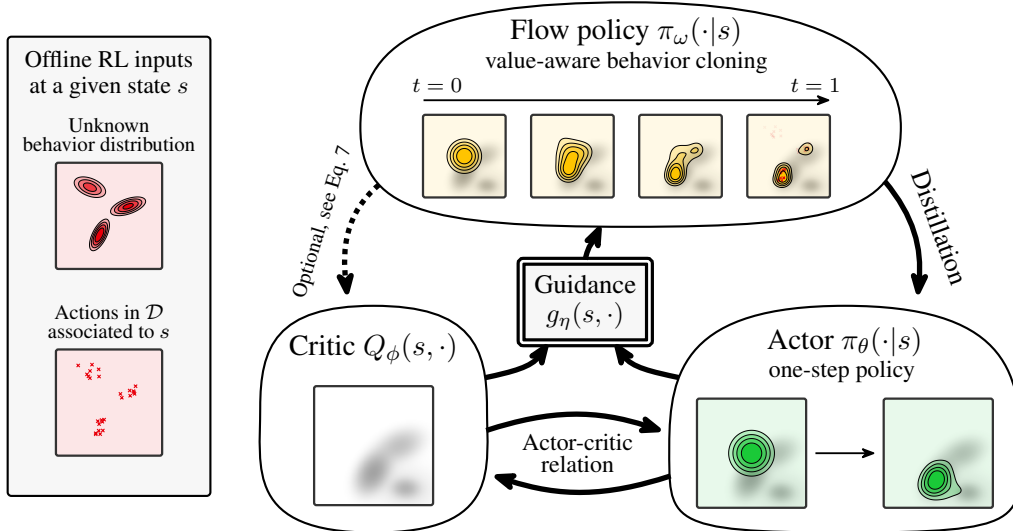 Offline RL inputs
at a given state s
Unknown
behavior distribution
Actions in 𝒟
associated to s
Flow policy π_ω(·|s)
value-aware behavior cloning
t = 0
t = 1
Optional, see Eq. 7
Distillation
Guidance
g_η(s, ·)
Critic Q_ϕ(s, ·)
Actor-critic
relation
Actor π_θ(·|s)
one-step policy